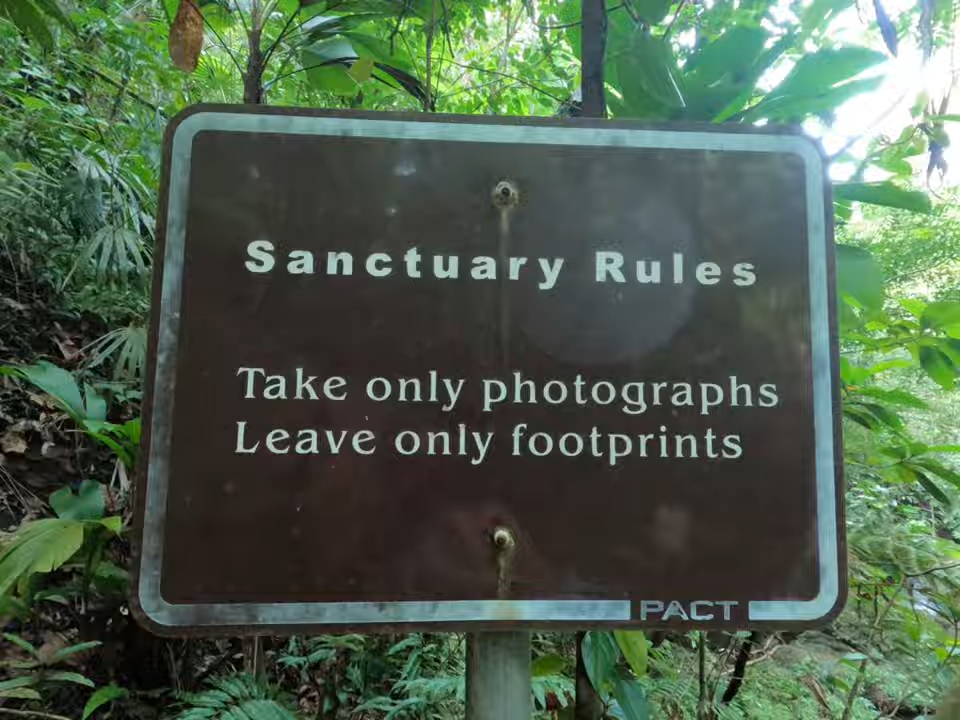 Sanctuary Rules
Take only photographs
Leave only footprints
PACT